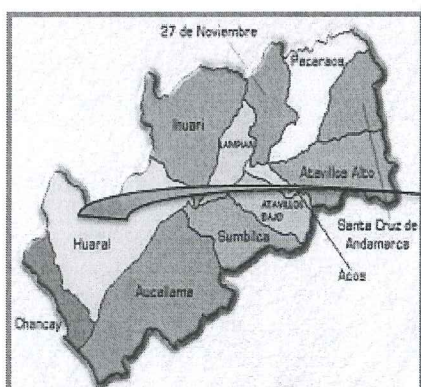 27 de Noviembre
Pacaraos
Ihuari
LAMPIAN
Atavillos Alto
ATAVILLOS
BAJO
Santa Cruz de
Andamarca
Huaral
Sumbilca
Acos
Aucallama
Chancay